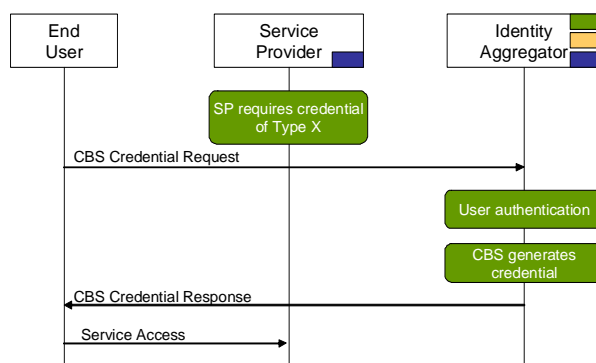 End
User
Service
Provider
Identity
Aggregator
SP requires credential
of Type X
CBS Credential Request
User authentication
CBS generates
credential
CBS Credential Response
Service Access